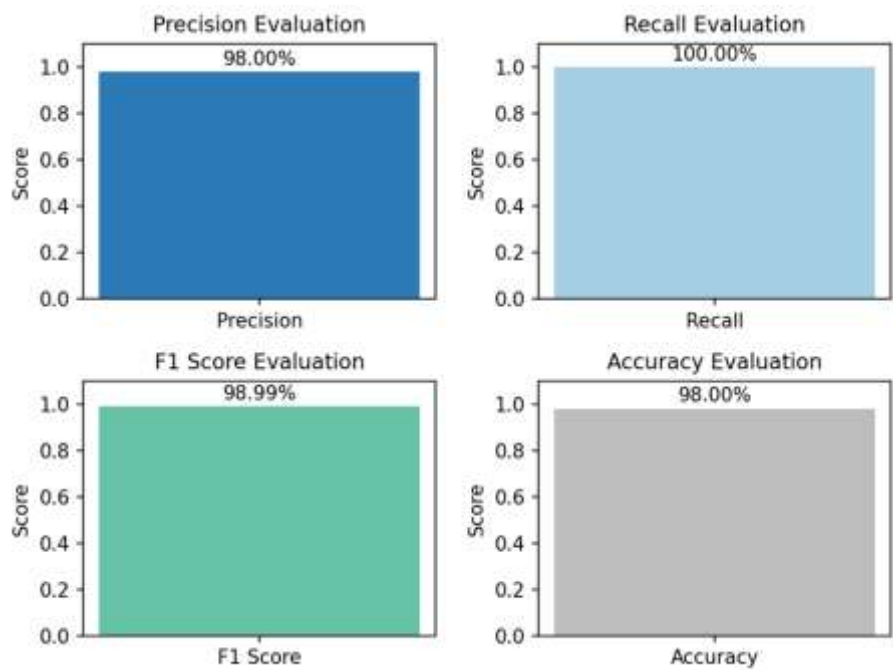 Precision Evaluation
98.00%
1.0
0.8
0.6
0.4
0.2
0.0
Score
Precision
Recall Evaluation
100.00%
1.0
0.8
0.6
0.4
0.2
0.0
Score
Recall
F1 Score Evaluation
98.99%
1.0
0.8
0.6
0.4
0.2
0.0
Score
F1 Score
Accuracy Evaluation
98.00%
1.0
0.8
0.6
0.4
0.2
0.0
Score
Accuracy